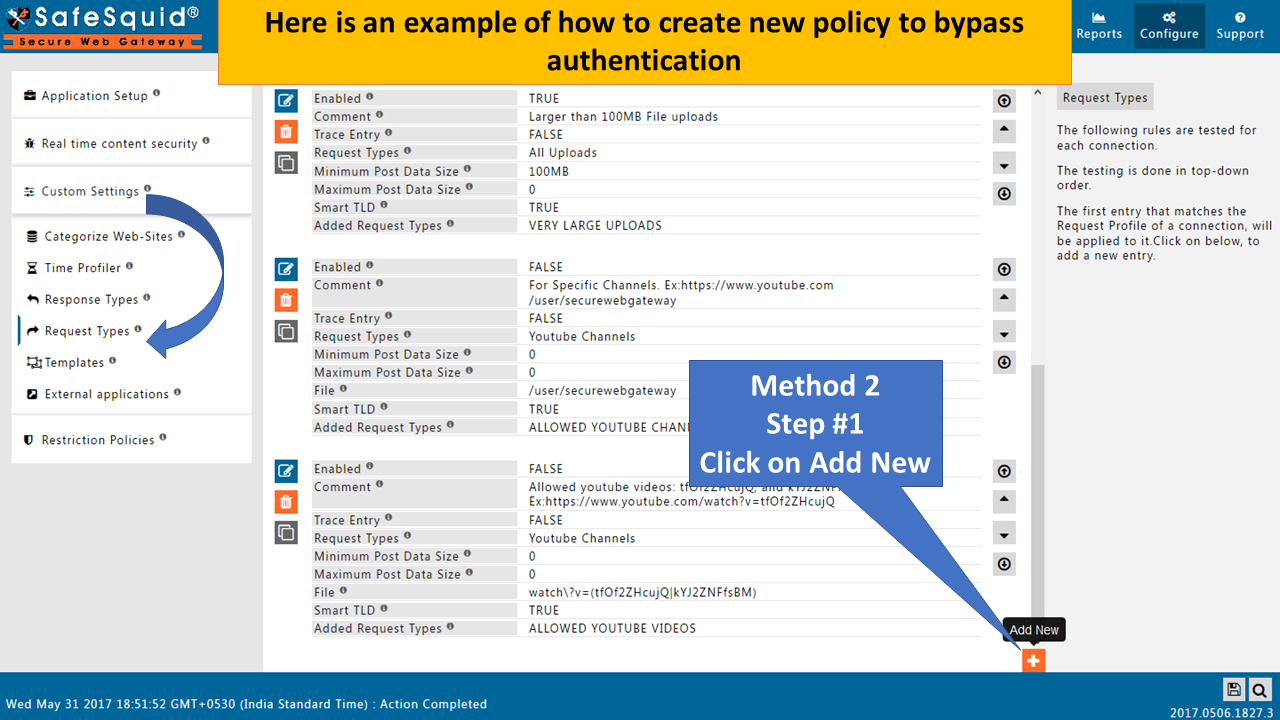 SafeSquid®
Secure Web Gateway
Here is an example of how to create new policy to bypass
authentication
Reports
Configure
Support
Application Setup
Real time content security
Custom Settings
Categorize Web-Sites
Time Profiler
Response Types
Request Types
Templates
External applications
Restriction Policies
Enabled TRUE
Comment Larger than 100MB File uploads
Trace Entry FALSE
Request Types All Uploads
Minimum Post Data Size 100MB
Maximum Post Data Size 0
Smart TLD TRUE
Added Request Types VERY LARGE UPLOADS
Enabled FALSE
Comment For Specific Channels. Ex:https://www.youtube.com
/user/securewebgateway
Trace Entry FALSE
Request Types Youtube Channels
Minimum Post Data Size 0
Maximum Post Data Size 0
File /user/securewebgateway
Smart TLD TRUE
Added Request Types ALLOWED YOUTUBE CHAN
Method 2
Step #1
Click on Add New
Enabled FALSE
Comment Allowed youtube videos: tfOf2ZHcujQ, and
Ex:https://www.youtube.com/watch?v=tfOf2ZHcujQ
Trace Entry FALSE
Request Types Youtube Channels
Minimum Post Data Size 0
Maximum Post Data Size 0
File watch\?v=(tfOf2ZHcujQ|kYJ2ZNFfsBM)
Smart TLD TRUE
Added Request Types ALLOWED YOUTUBE VIDEOS
Add New
Request Types
The following rules are tested for
each connection.
The testing is done in top-down
order.
The first entry that matches the
Request Profile of a connection, will
be applied to it.Click on below, to
add a new entry.
Wed May 31 2017 18:51:52 GMT+0530 (India Standard Time) : Action Completed
2017.0506.1827.3